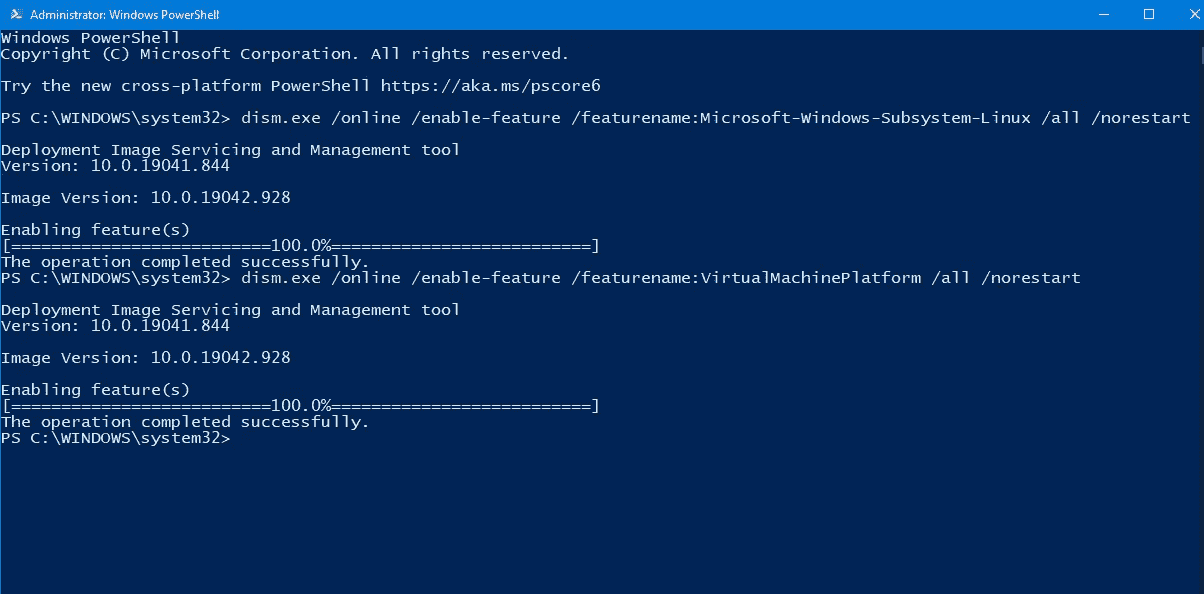 Administrator: Windows PowerShell
Windows PowerShell
Copyright (C) Microsoft Corporation. All rights reserved.
Try the new cross-platform PowerShell https://aka.ms/pscore6
PS C:\WINDOWS\system32> dism.exe /online /enable-feature /featurename:Microsoft-Windows-Subsystem-Linux /all /norestart
Deployment Image Servicing and Management tool
Version: 10.0.19041.844
Image Version: 10.0.19042.928
Enabling feature(s)
[==========================100.0%==========================]
The operation completed successfully.
PS C:\WINDOWS\system32> dism.exe /online /enable-feature /featurename:VirtualMachinePlatform /all /norestart
Deployment Image Servicing and Management tool
Version: 10.0.19041.844
Image Version: 10.0.19042.928
Enabling feature(s)
[==========================100.0%==========================]
The operation completed successfully.
PS C:\WINDOWS\system32>